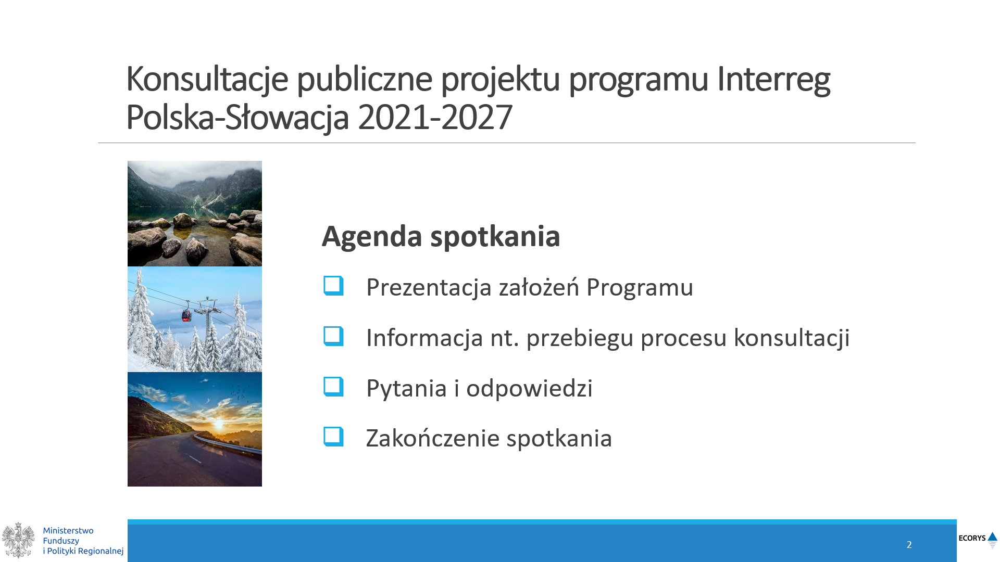 Konsultacje publiczne projektu programu Interreg
Polska-Słowacja 2021-2027
Agenda spotkania
Prezentacja założeń Programu
Informacja nt. przebiegu procesu konsultacji
Pytania i odpowiedzi
Zakończenie spotkania
Ministerstwo
Funduszy
i Polityki Regionalnej
2
ECORYS